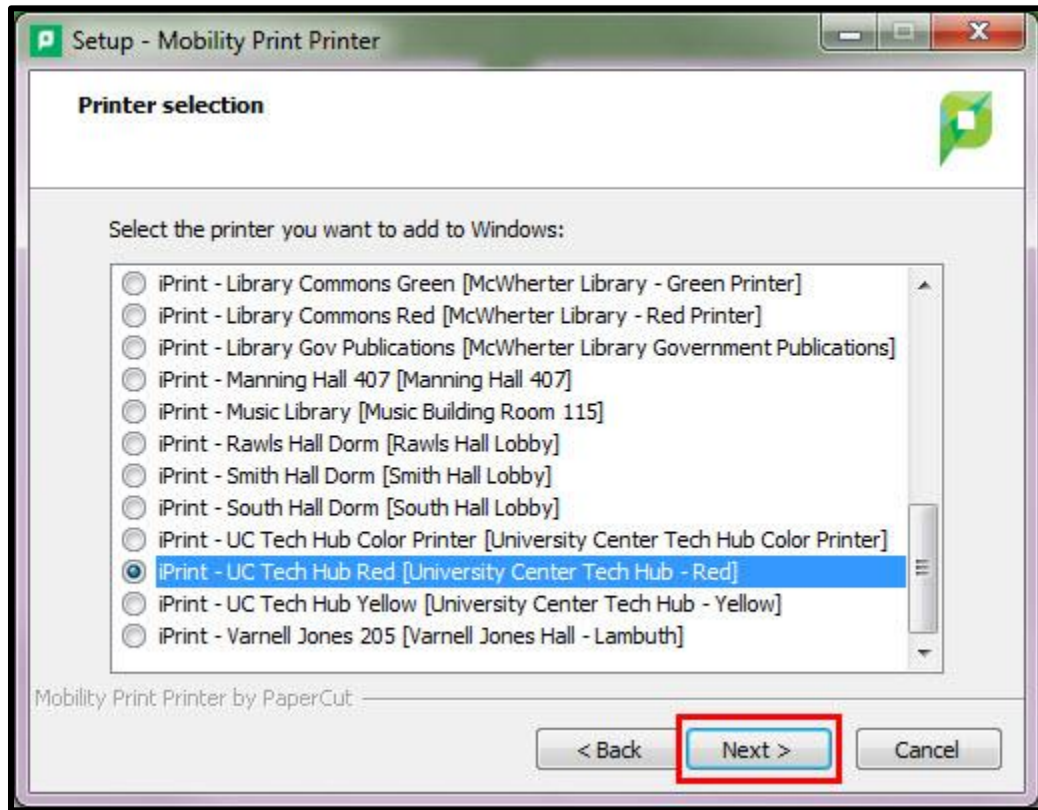 Setup - Mobility Print Printer
Printer selection
Select the printer you want to add to Windows:
iPrint - Library Commons Green [McWherter Library - Green Printer]
iPrint - Library Commons Red [McWherter Library - Red Printer]
iPrint - Library Gov Publications [McWherter Library Government Publications]
iPrint - Manning Hall 407 [Manning Hall 407]
iPrint - Music Library [Music Building Room 115]
iPrint - Rawls Hall Dorm [Rawls Hall Lobby]
iPrint - Smith Hall Dorm [Smith Hall Lobby]
iPrint - South Hall Dorm [South Hall Lobby]
iPrint - UC Tech Hub Color Printer [University Center Tech Hub Color Printer]
iPrint - UC Tech Hub Red [University Center Tech Hub - Red]
iPrint - UC Tech Hub Yellow [University Center Tech Hub - Yellow]
iPrint - Varnell Jones 205 [Varnell Jones Hall - Lambuth]
Mobility Print Printer by PaperCut
< Back Next > Cancel